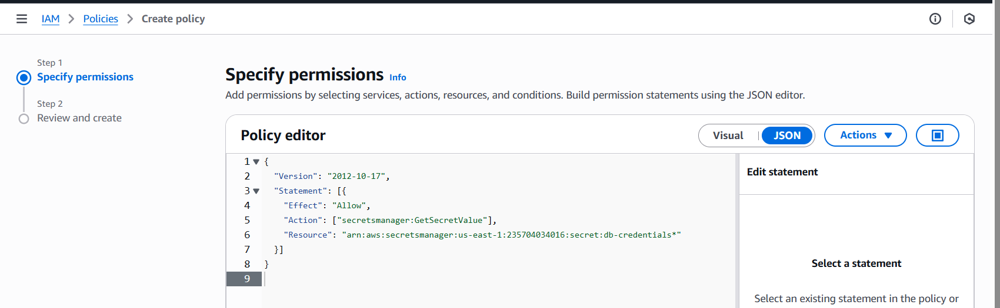 IAM > Policies > Create policy
Step 1
Specify permissions
Step 2
Review and create
Specify permissions Info
Add permissions by selecting services, actions, resources, and conditions. Build permission statements using the JSON editor.
Policy editor
Visual | JSON
Actions ▼
1 ▼ {
2   "Version": "2012-10-17",
3 ▼   "Statement": [{
4     "Effect": "Allow",
5     "Action": ["secretsmanager:GetSecretValue"],
6     "Resource": "arn:aws:secretsmanager:us-east-1:235704034016:secret:db-credentials*"
7   }]
8 }
9
Edit statement
Select a statement
Select an existing statement in the policy or